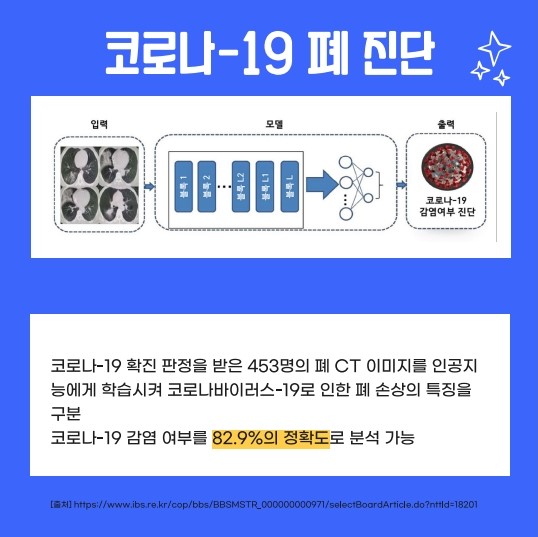 코로나-19 폐 진단
입력
모델
출력
블록 1
블록 2
블록 L2
블록 L1
블록 L
코로나-19
감염여부 진단
코로나-19 확진 판정을 받은 453명의 폐 CT 이미지를 인공지
능에게 학습시켜 코로나바이러스-19로 인한 폐 손상의 특징을
구분
코로나-19 감염 여부를 82.9%의 정확도로 분석 가능
[출처] https://www.ibs.re.kr/cop/bbs/BBSMSTR_000000000971/selectBoardArticle.do?nttId=18201